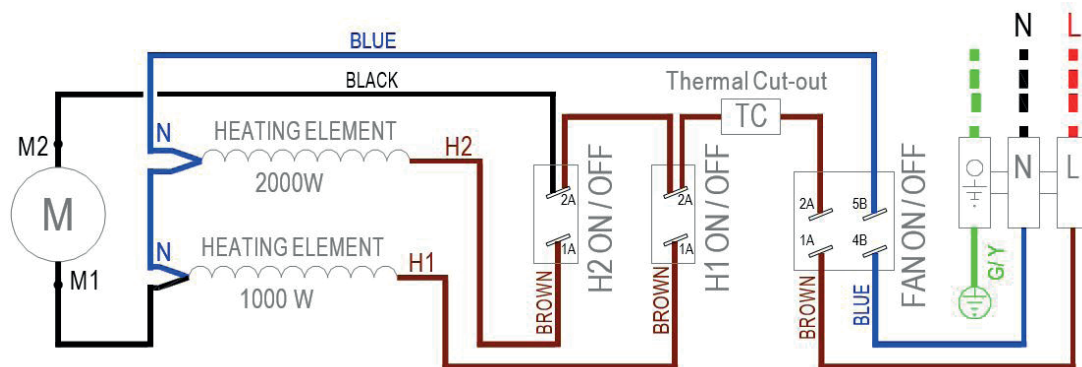 BLUE
BLACK
N
L
Thermal Cut-out
TC
M2
N
HEATING ELEMENT
2000W
H2
M
2A
1A
H2 ON / OFF
2A
1A
H1 ON / OFF
2A
5B
1A
4B
FAN ON / OFF
N
L
M1
N
HEATING ELEMENT
1000 W
H1
BROWN
BROWN
BROWN
BLUE
G/Y